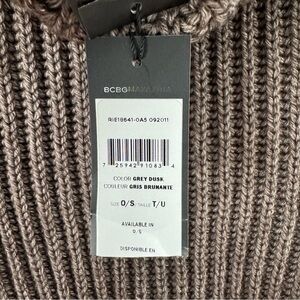 BCBGMAXAZRIA
RIE1B641-0A5 092011
7 25942 91083 4
COLOR GREY DUSK
COULEUR GRIS BRUNANTE
SIZE O/S TAILLE T/U
AVAILABLE IN
O/S
DISPONIBLE EN